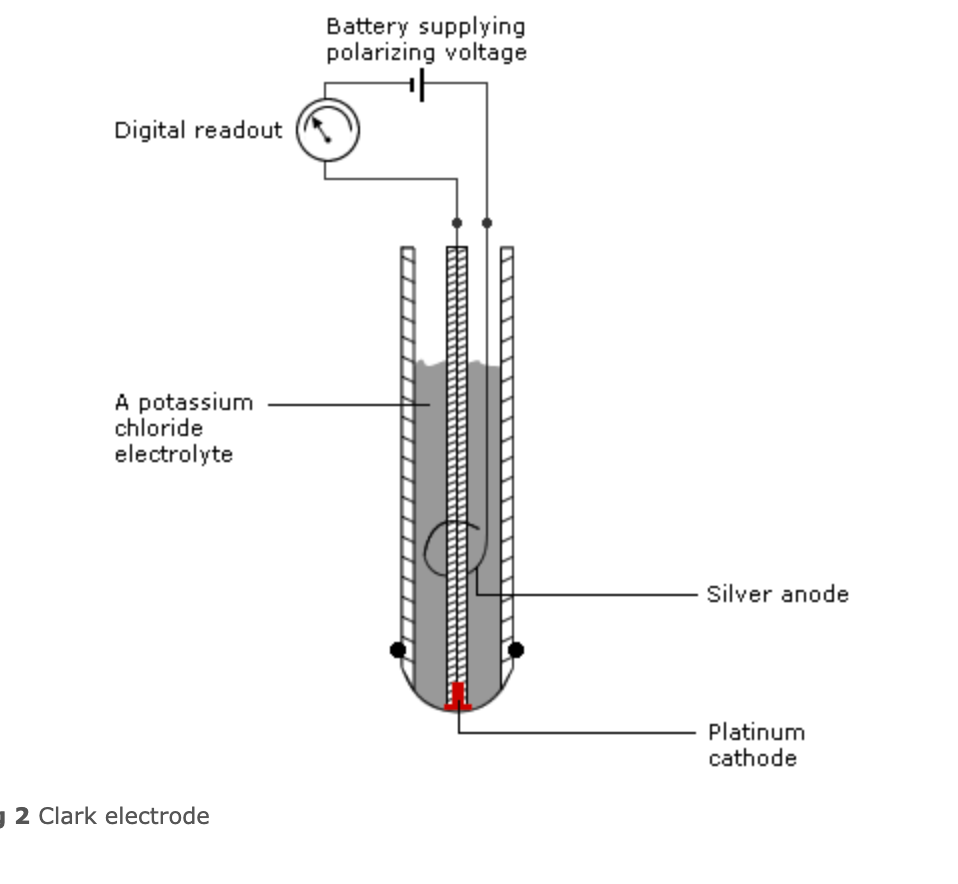 Battery supplying
polarizing voltage
Digital readout
A potassium
chloride
electrolyte
Silver anode
Platinum
cathode
g 2 Clark electrode